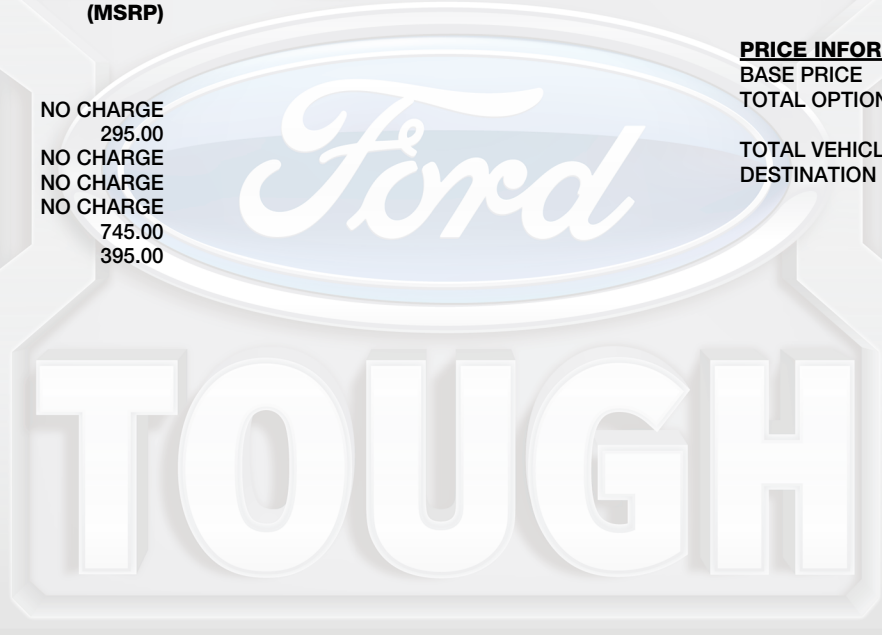 (MSRP)
NO CHARGE
295.00
NO CHARGE
NO CHARGE
NO CHARGE
745.00
395.00
PRICE INFOR
BASE PRICE
TOTAL OPTION
TOTAL VEHICL
DESTINATION
Ford
TOUGH